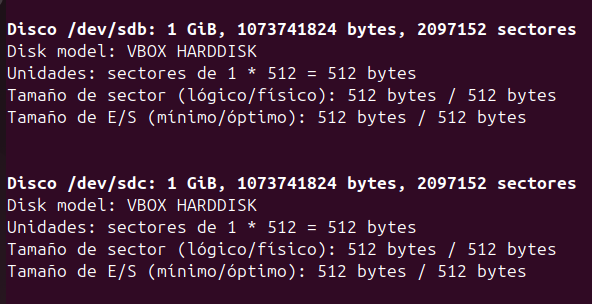 Disco /dev/sdb: 1 GiB, 1073741824 bytes, 2097152 sectores
Disk model: VBOX HARDDISK
Unidades: sectores de 1 * 512 = 512 bytes
Tamaño de sector (lógico/físico): 512 bytes / 512 bytes
Tamaño de E/S (mínimo/óptimo): 512 bytes / 512 bytes
Disco /dev/sdc: 1 GiB, 1073741824 bytes, 2097152 sectores
Disk model: VBOX HARDDISK
Unidades: sectores de 1 * 512 = 512 bytes
Tamaño de sector (lógico/físico): 512 bytes / 512 bytes
Tamaño de E/S (mínimo/óptimo): 512 bytes / 512 bytes